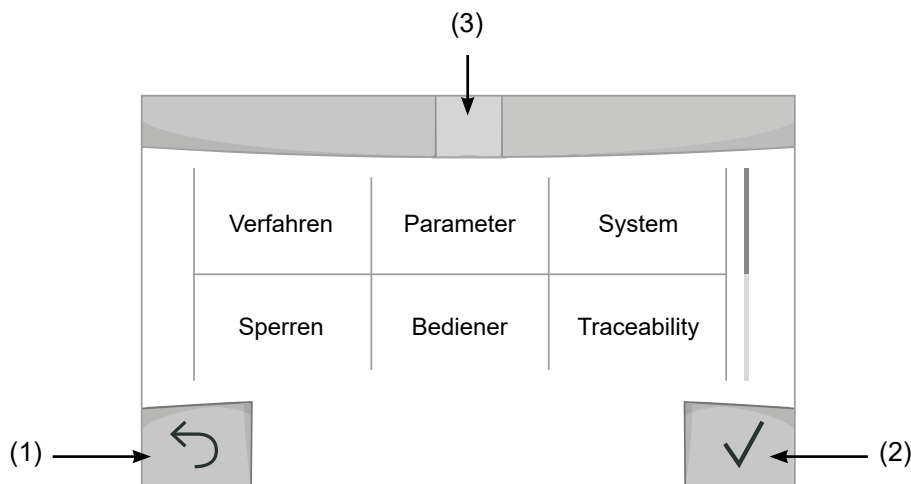 (3)
Verfahren Parameter System
Sperren Bediener Traceability
(1) (2)